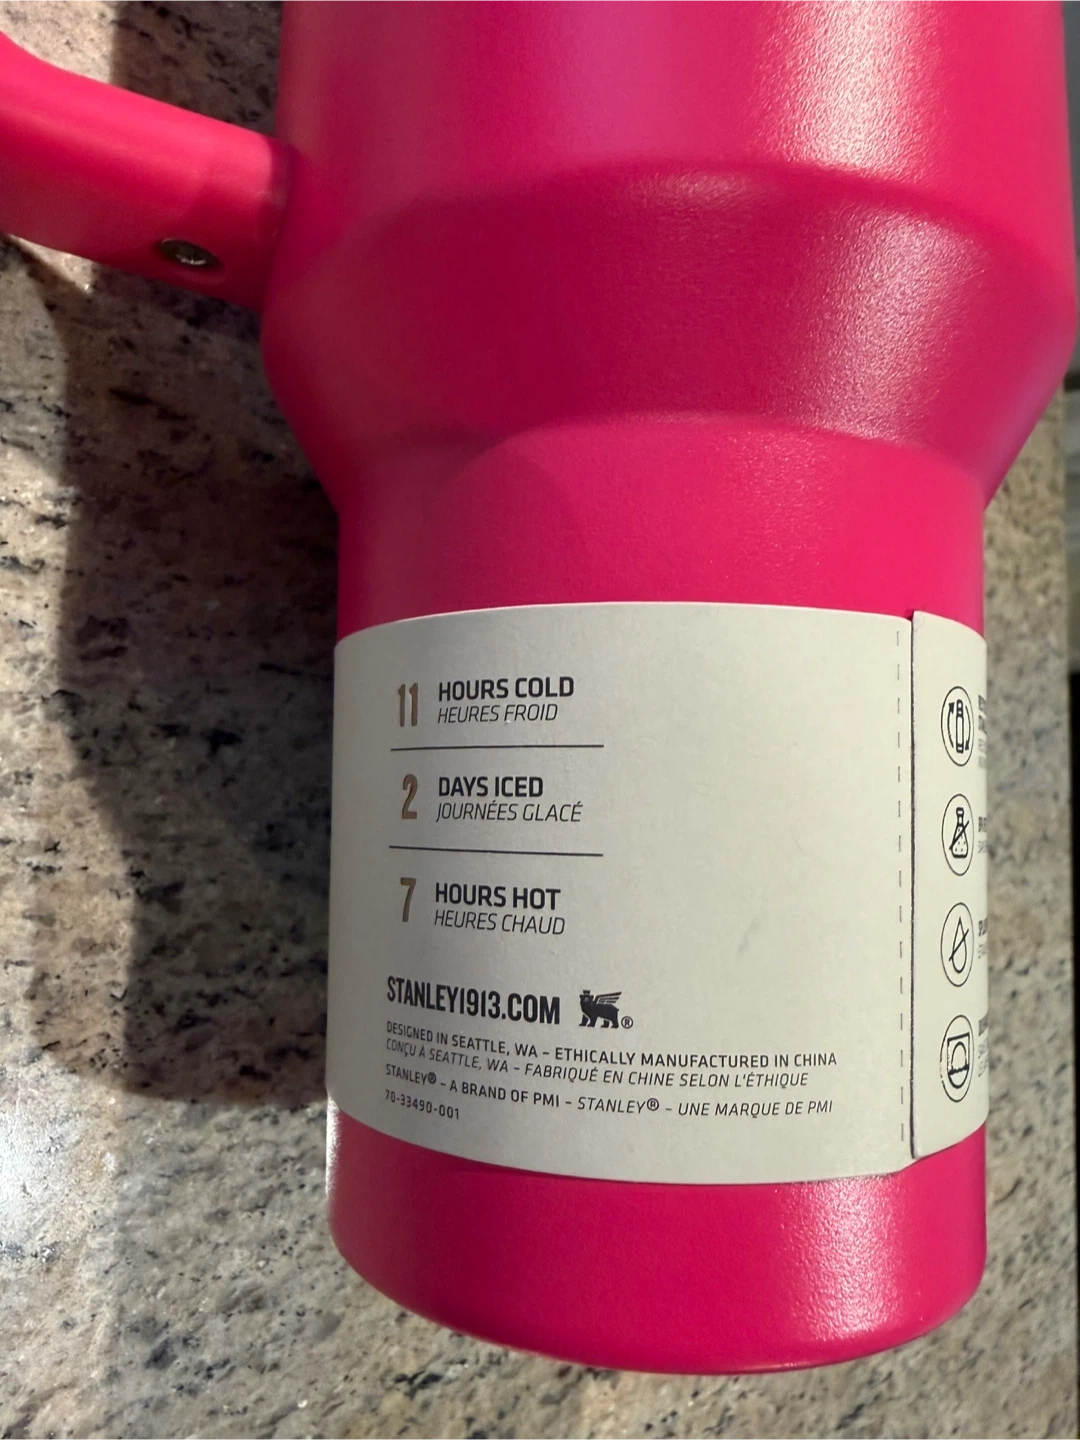 11 HOURS COLD
HEURES FROID
2 DAYS ICED
JOURNÉES GLACÉ
7 HOURS HOT
HEURES CHAUD
STANLEY1913.COM ®
DESIGNED IN SEATTLE, WA – ETHICALLY MANUFACTURED IN CHINA
CONÇU À SEATTLE, WA – FABRIQUÉ EN CHINE SELON L'ÉTHIQUE
STANLEY® – A BRAND OF PMI – STANLEY® – UNE MARQUE DE PMI
70-33490-001